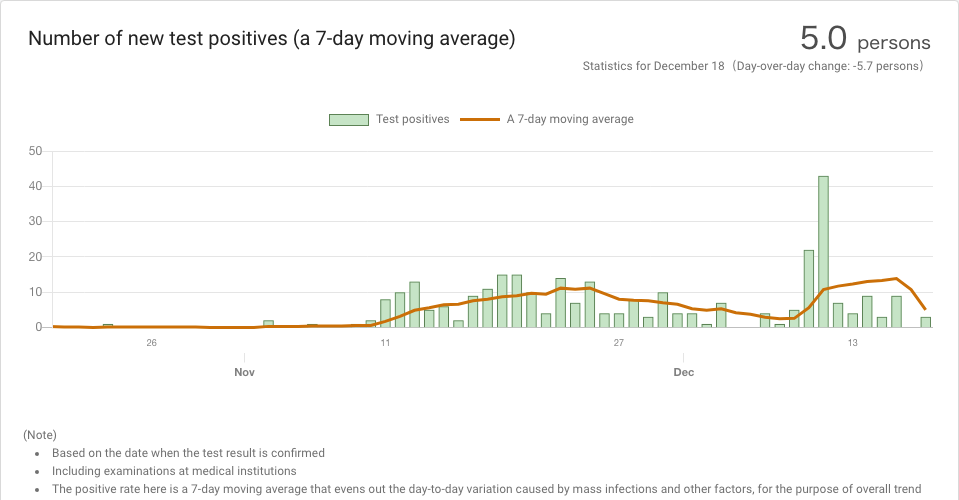 Number of new test positives (a 7-day moving average)
5.0 persons
Statistics for December 18（Day-over-day change: -5.7 persons）
Test positives
A 7-day moving average
50
40
30
20
10
0
26
11
27
13
Nov
Dec
(Note)
• Based on the date when the test result is confirmed
• Including examinations at medical institutions
• The positive rate here is a 7-day moving average that evens out the day-to-day variation caused by mass infections and other factors, for the purpose of overall trend